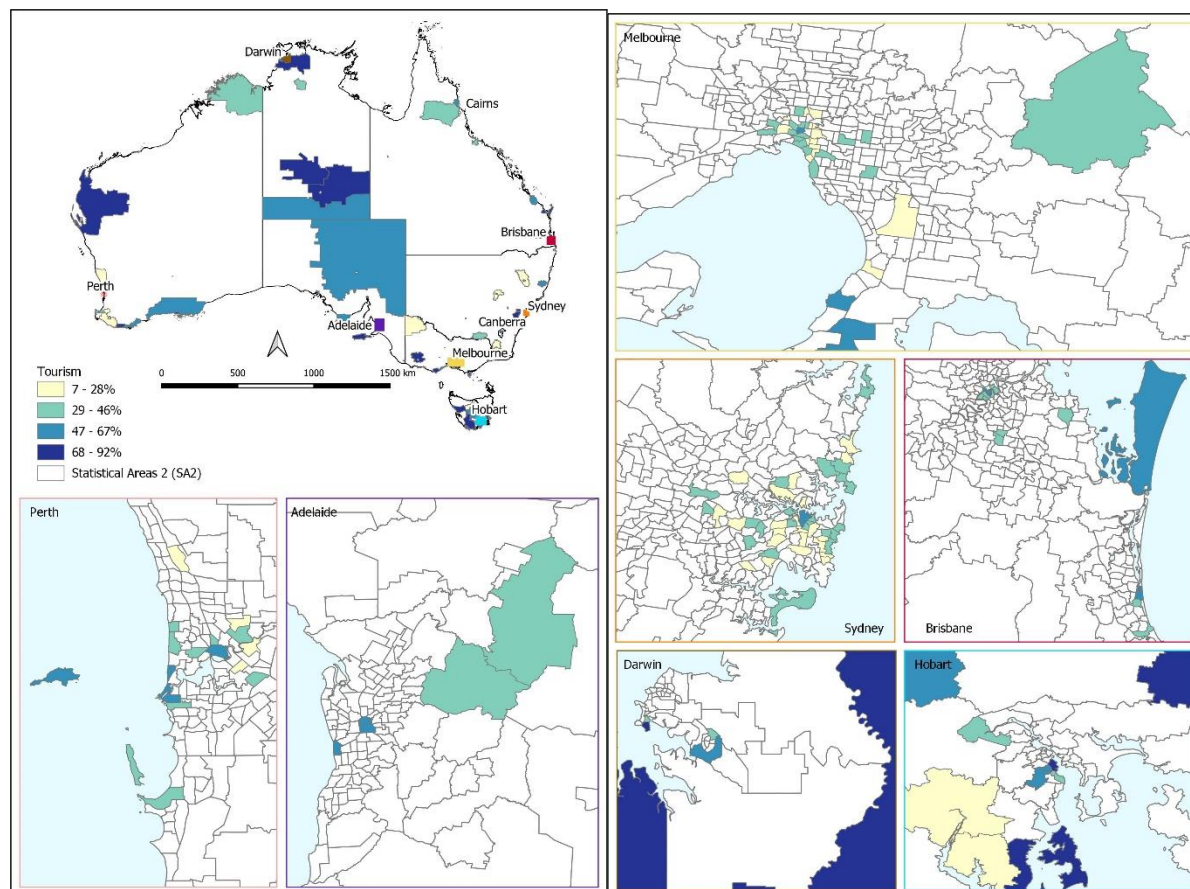 Darwin
Cairns
Brisbane
Perth
Sydney
Adelaide
Canberra
Melbourne
Hobart
0 500 1000 1500 km
Tourism
7 - 28%
29 - 46%
47 - 67%
68 - 92%
Statistical Areas 2 (SA2)
Perth
Adelaide
Melbourne
Sydney
Brisbane
Darwin
Hobart